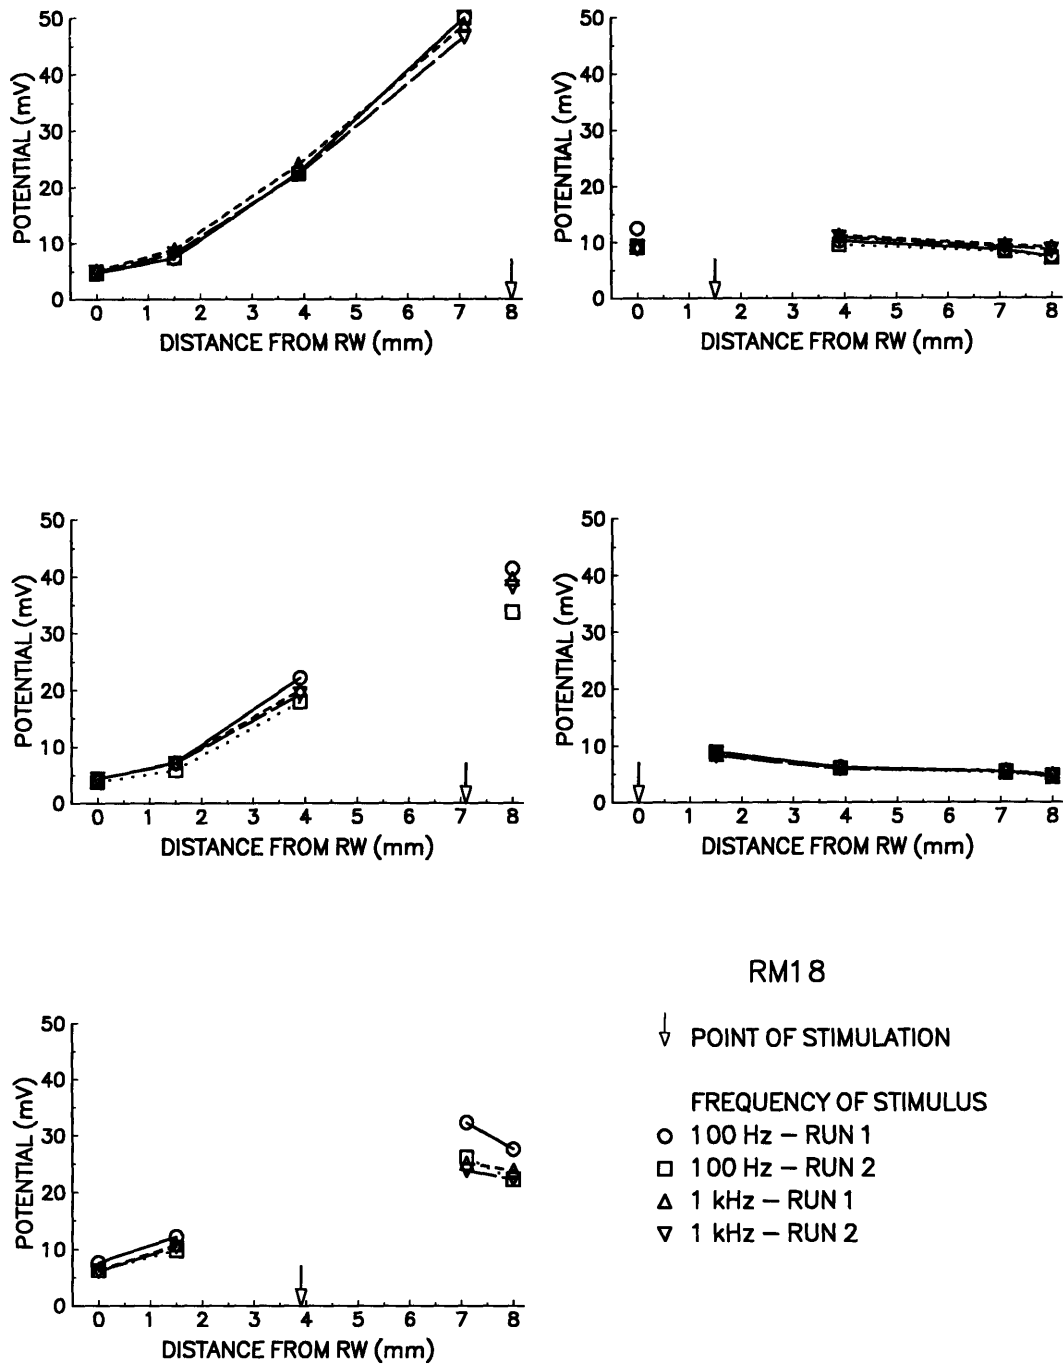 50
40
30
20
10
0
POTENTIAL (mV)
0 1 2 3 4 5 6 7 8
DISTANCE FROM RW (mm)
50
40
30
20
10
0
POTENTIAL (mV)
0 1 2 3 4 5 6 7 8
DISTANCE FROM RW (mm)
50
40
30
20
10
0
POTENTIAL (mV)
0 1 2 3 4 5 6 7 8
DISTANCE FROM RW (mm)
50
40
30
20
10
0
POTENTIAL (mV)
0 1 2 3 4 5 6 7 8
DISTANCE FROM RW (mm)
50
40
30
20
10
0
POTENTIAL (mV)
0 1 2 3 4 5 6 7 8
DISTANCE FROM RW (mm)
RM18
POINT OF STIMULATION
FREQUENCY OF STIMULUS
100 Hz – RUN 1
100 Hz – RUN 2
1 kHz – RUN 1
1 kHz – RUN 2